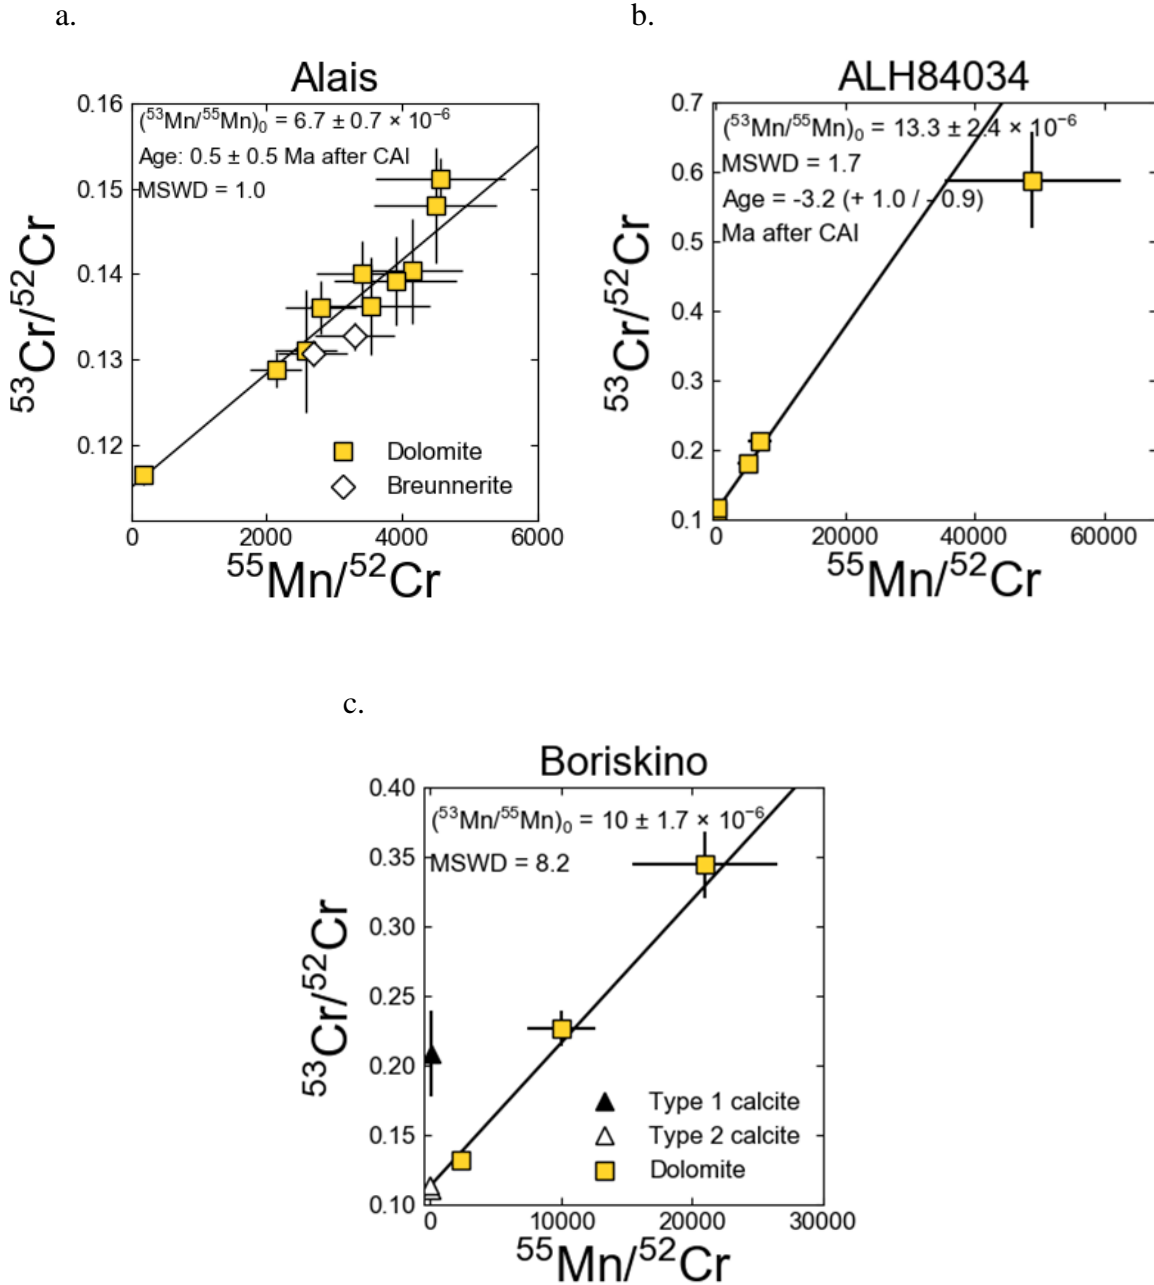 a.
Alais
0.16
(⁵³Mn/⁵⁵Mn)₀ = 6.7 ± 0.7 × 10⁻⁶
Age: 0.5 ± 0.5 Ma after CAI
0.15
MSWD = 1.0
0.14
0.13
0.12
⁵³Cr/⁵²Cr
Dolomite
Breunnerite
0 2000 4000 6000
⁵⁵Mn/⁵²Cr
b.
ALH84034
0.7
(⁵³Mn/⁵⁵Mn)₀ = 13.3 ± 2.4 × 10⁻⁶
MSWD = 1.7
0.6
Age = -3.2 (+ 1.0 / - 0.9)
Ma after CAI
0.5
0.4
0.3
0.2
0.1
⁵³Cr/⁵²Cr
0 20000 40000 60000
⁵⁵Mn/⁵²Cr
c.
Boriskino
0.40
(⁵³Mn/⁵⁵Mn)₀ = 10 ± 1.7 × 10⁻⁶
0.35
MSWD = 8.2
0.30
0.25
0.20
0.15
0.10
⁵³Cr/⁵²Cr
Type 1 calcite
Type 2 calcite
Dolomite
0 10000 20000 30000
⁵⁵Mn/⁵²Cr